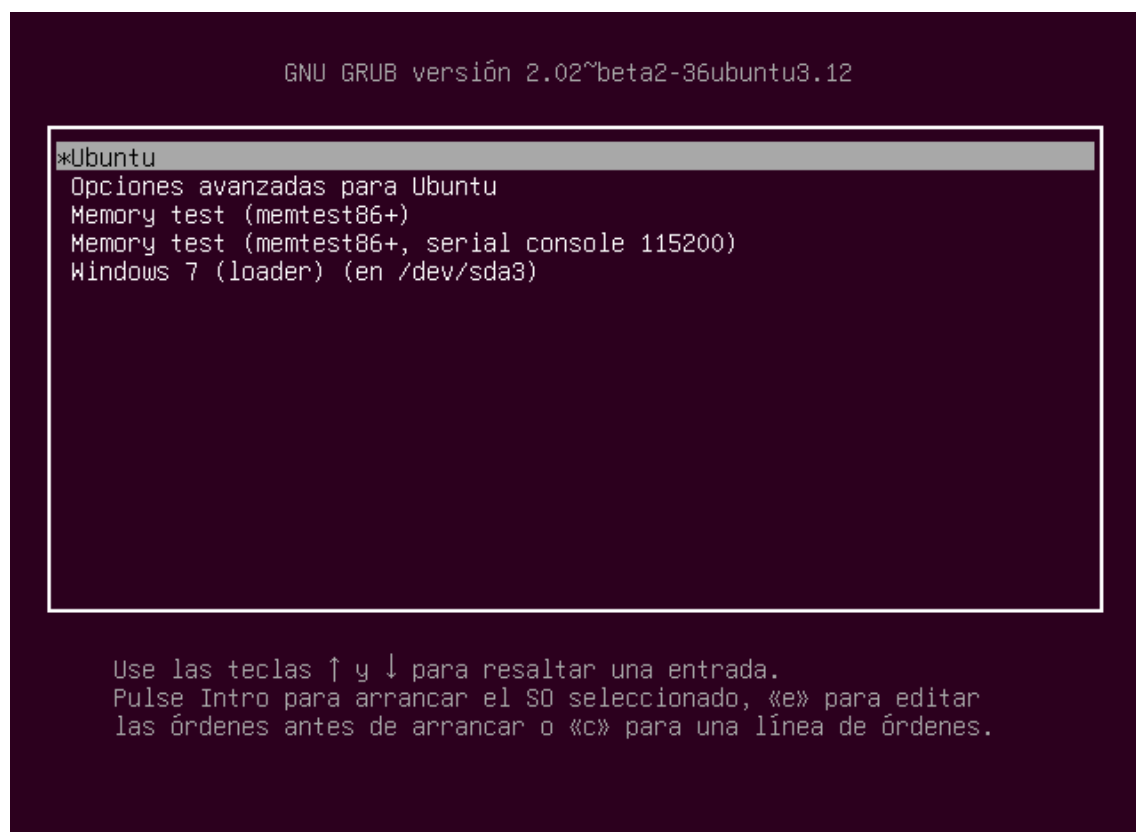 GNU GRUB versión 2.02~beta2-36ubuntu3.12
*Ubuntu
Opciones avanzadas para Ubuntu
Memory test (memtest86+)
Memory test (memtest86+, serial console 115200)
Windows 7 (loader) (en /dev/sda3)
Use las teclas ↑ y ↓ para resaltar una entrada.
Pulse Intro para arrancar el SO seleccionado, «e» para editar
las órdenes antes de arrancar o «c» para una línea de órdenes.